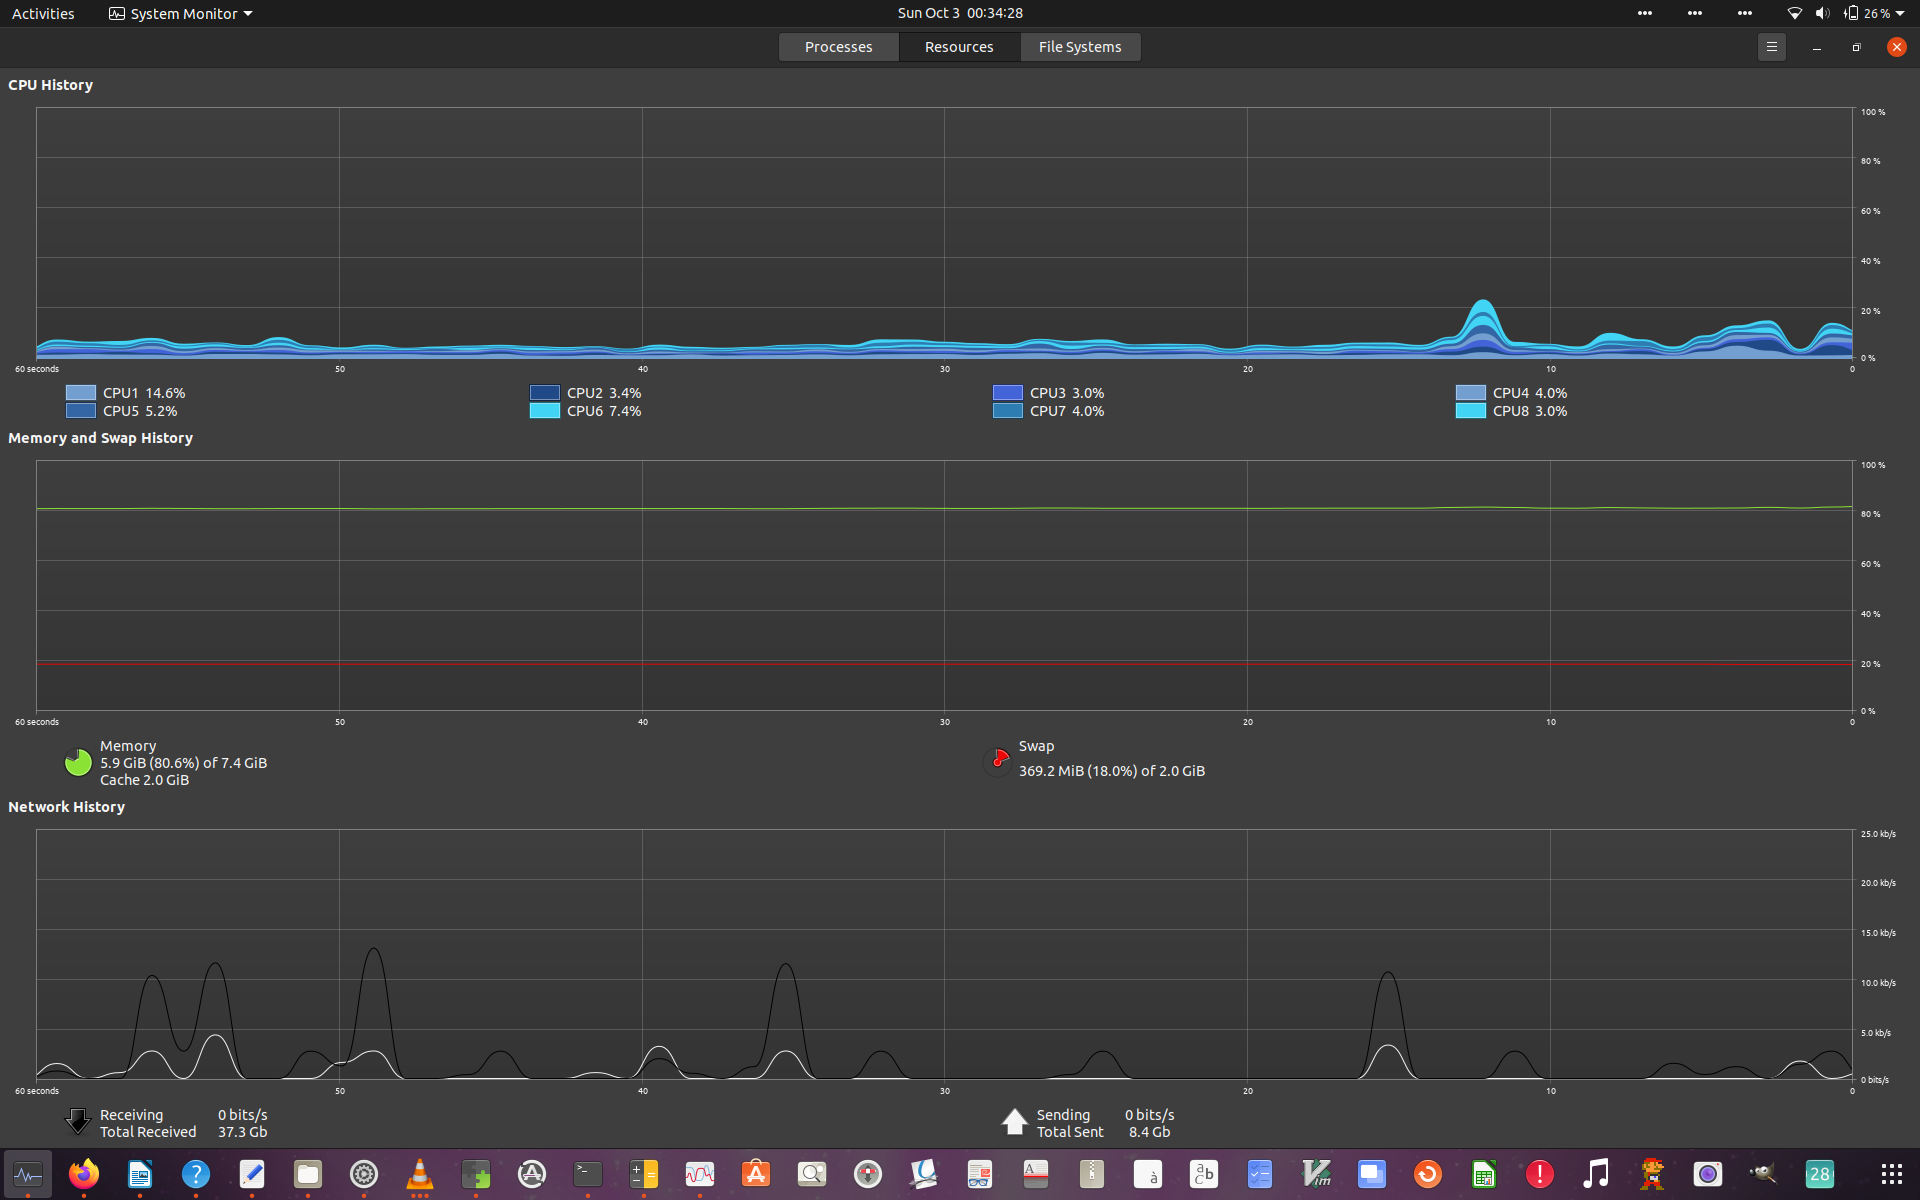 Activities System Monitor Sun Oct 3 00:34:28 26 %
Processes Resources File Systems
CPU History
100 %
80 %
60 %
40 %
20 %
0 %
60 seconds 50 40 30 20 10 0
CPU1 14.6% CPU2 3.4% CPU3 3.0% CPU4 4.0%
CPU5 5.2% CPU6 7.4% CPU7 4.0% CPU8 3.0%
Memory and Swap History
100 %
80 %
60 %
40 %
20 %
0 %
60 seconds 50 40 30 20 10 0
Memory
5.9 GiB (80.6%) of 7.4 GiB
Cache 2.0 GiB
Swap
369.2 MiB (18.0%) of 2.0 GiB
Network History
25.0 kb/s
20.0 kb/s
15.0 kb/s
10.0 kb/s
5.0 kb/s
0 bits/s
60 seconds 50 40 30 20 10 0
Receiving 0 bits/s Sending 0 bits/s
Total Received 37.3 Gb Total Sent 8.4 Gb
? >_ A à a b c Vim ! 28